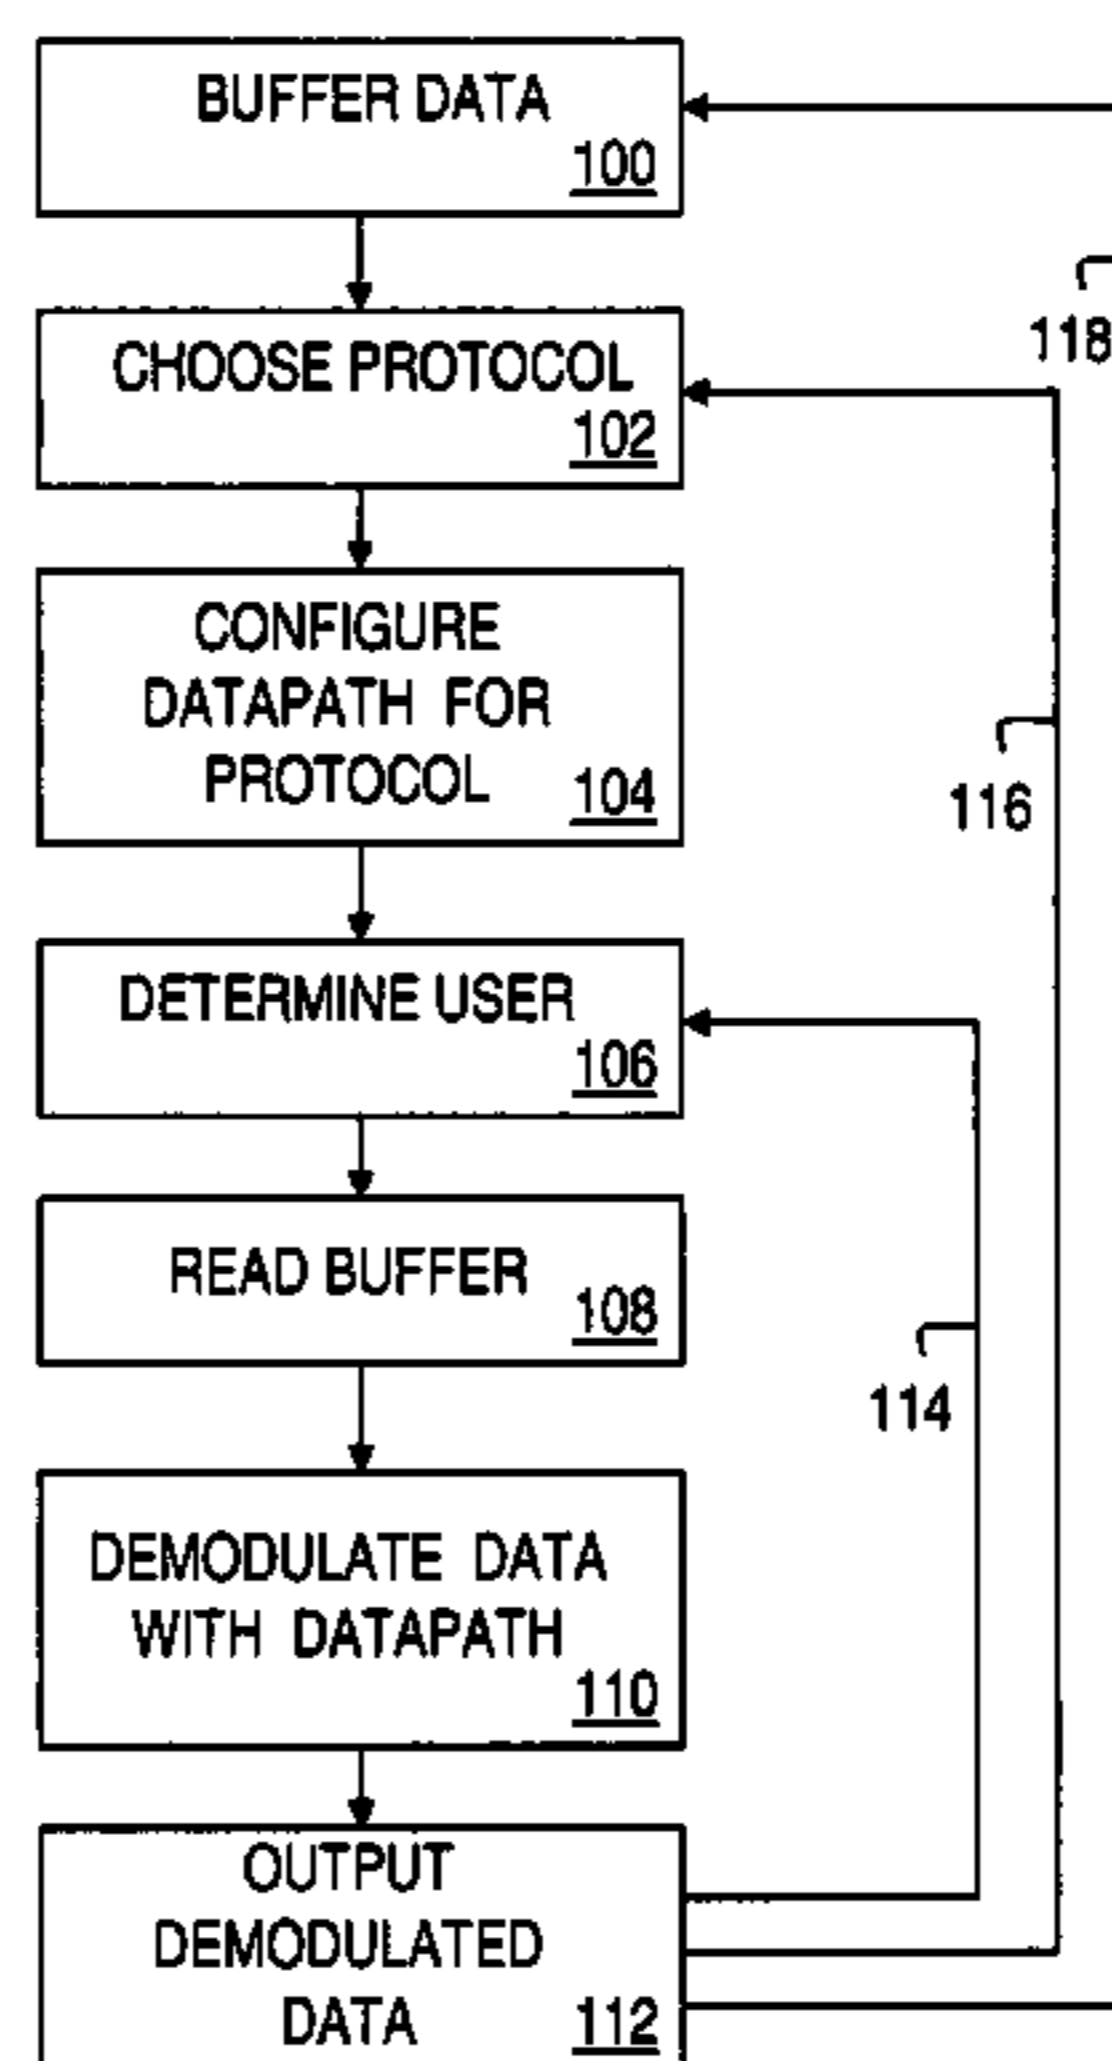 BUFFER DATA
100
118
CHOOSE PROTOCOL
102
CONFIGURE
DATAPATH FOR
PROTOCOL
104
116
DETERMINE USER
106
READ BUFFER
108
114
DEMODULATE DATA
WITH DATAPATH
110
OUTPUT
DEMODULATED
DATA
112